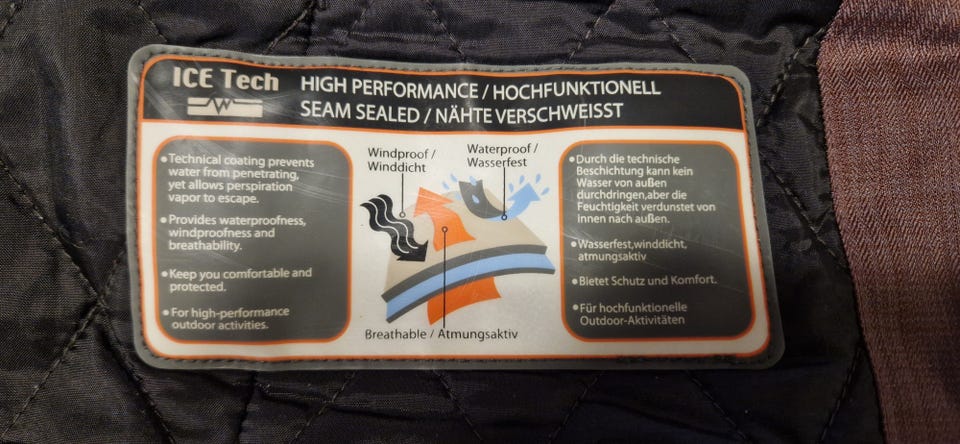 ICE Tech
HIGH PERFORMANCE / HOCHFUNKTIONELL
SEAM SEALED / NÄHTE VERSCHWEISST
•Technical coating prevents
water from penetrating,
yet allows perspiration
vapor to escape.
•Provides waterproofness,
windproofness and
breathability.
•Keep you comfortable and
protected.
•For high-performance
outdoor activities.
Windproof /
Winddicht
Waterproof /
Wasserfest
Breathable / Atmungsaktiv
•Durch die technische
Beschichtung kann kein
Wasser von außen
durchdringen,aber die
Feuchtigkeit verdunstet von
innen nach außen.
•Wasserfest,winddicht,
atmungsaktiv
•Bietet Schutz und Komfort.
•Für hochfunktionelle
Outdoor-Aktivitäten